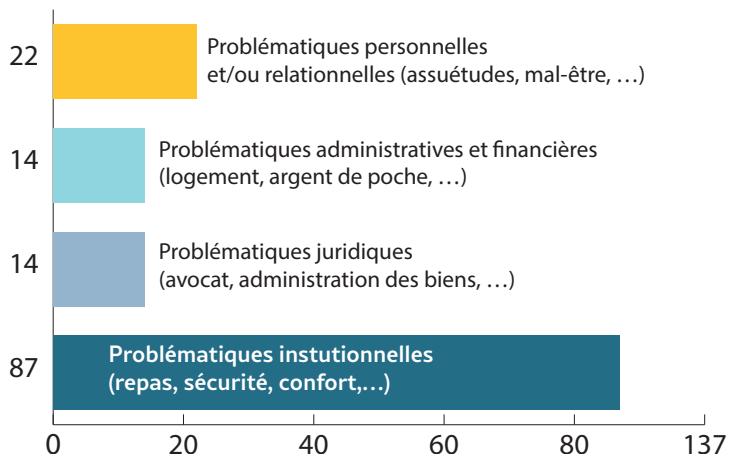 22
Problématiques personnelles
et/ou relationnelles (assuétudes, mal-être, …)
14
Problématiques administratives et financières
(logement, argent de poche, …)
14
Problématiques juridiques
(avocat, administration des biens, …)
87
Problématiques instutionnelles
(repas, sécurité, confort,…)
0 20 40 60 80 137